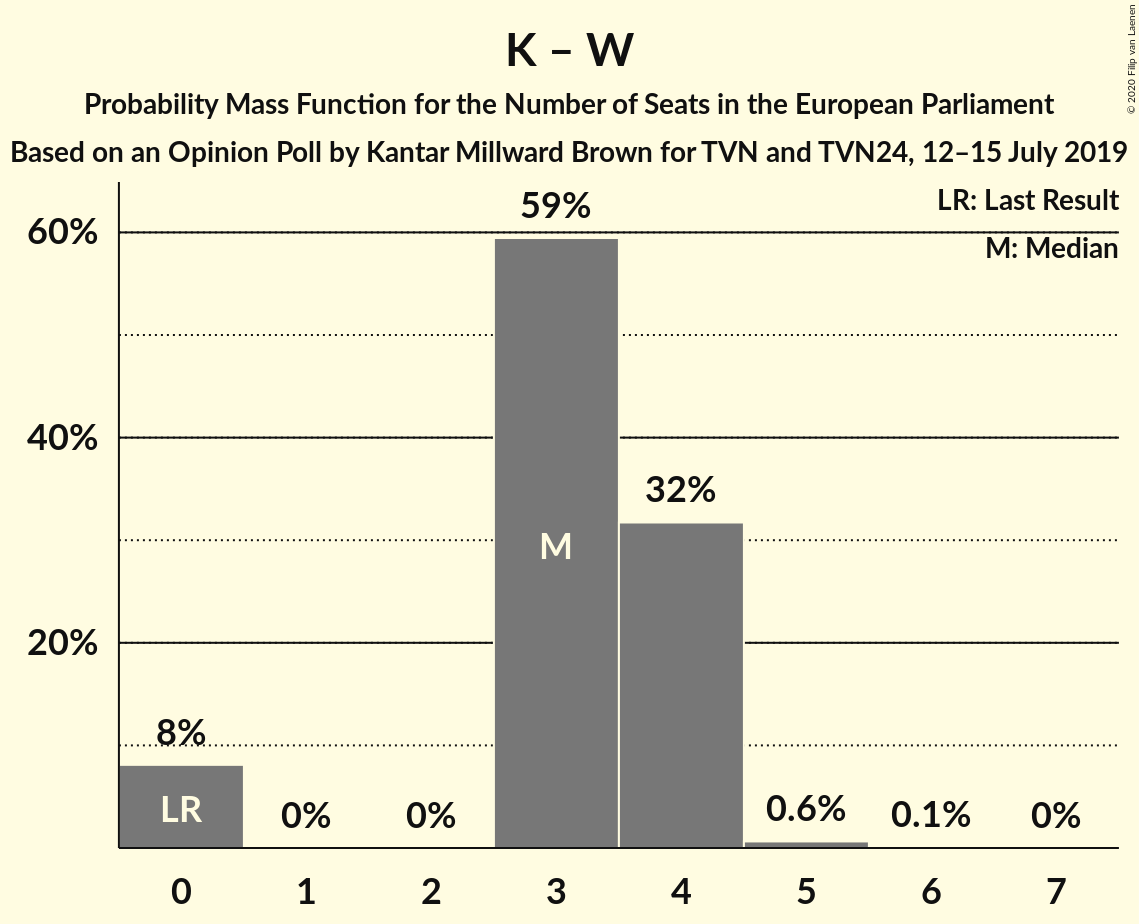 K – W
Probability Mass Function for the Number of Seats in the European Parliament
Based on an Opinion Poll by Kantar Millward Brown for TVN and TVN24, 12–15 July 2019
© 2020 Filip van Laenen
LR: Last Result
M: Median
60%
40%
20%
59%
32%
8%
0%
0%
0.6%
0.1%
0%
M
LR
0 1 2 3 4 5 6 7